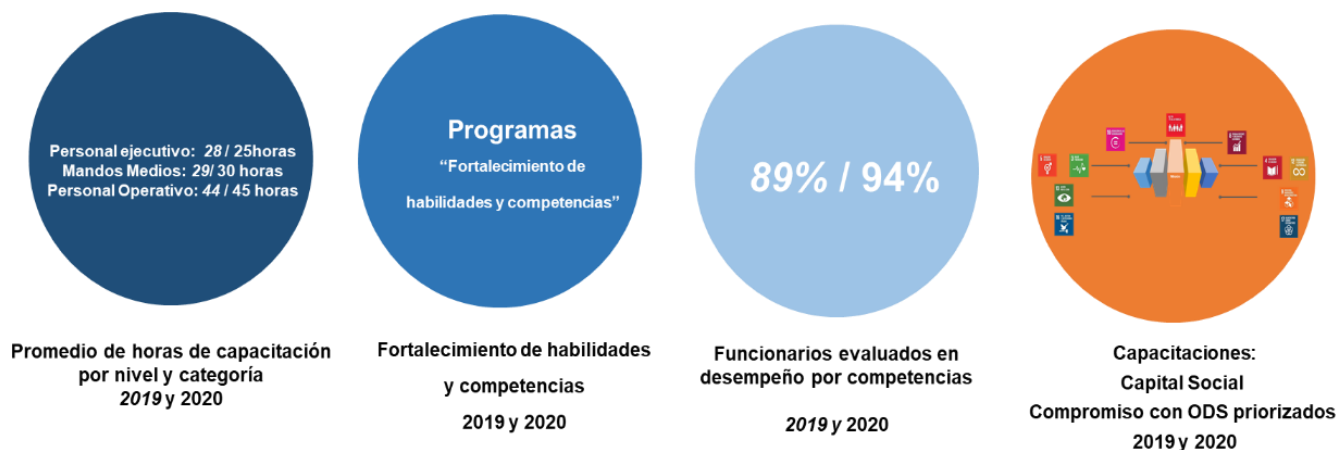 Personal ejecutivo: 28 / 25horas
Mandos Medios: 29/ 30 horas
Personal Operativo: 44 / 45 horas
Promedio de horas de capacitación
por nivel y categoría
2019 y 2020
Programas
“Fortalecimiento de
habilidades y competencias”
Fortalecimiento de habilidades
y competencias
2019 y 2020
89% / 94%
Funcionarios evaluados en
desempeño por competencias
2019 y 2020
Capacitaciones:
Capital Social
Compromiso con ODS priorizados
2019 y 2020